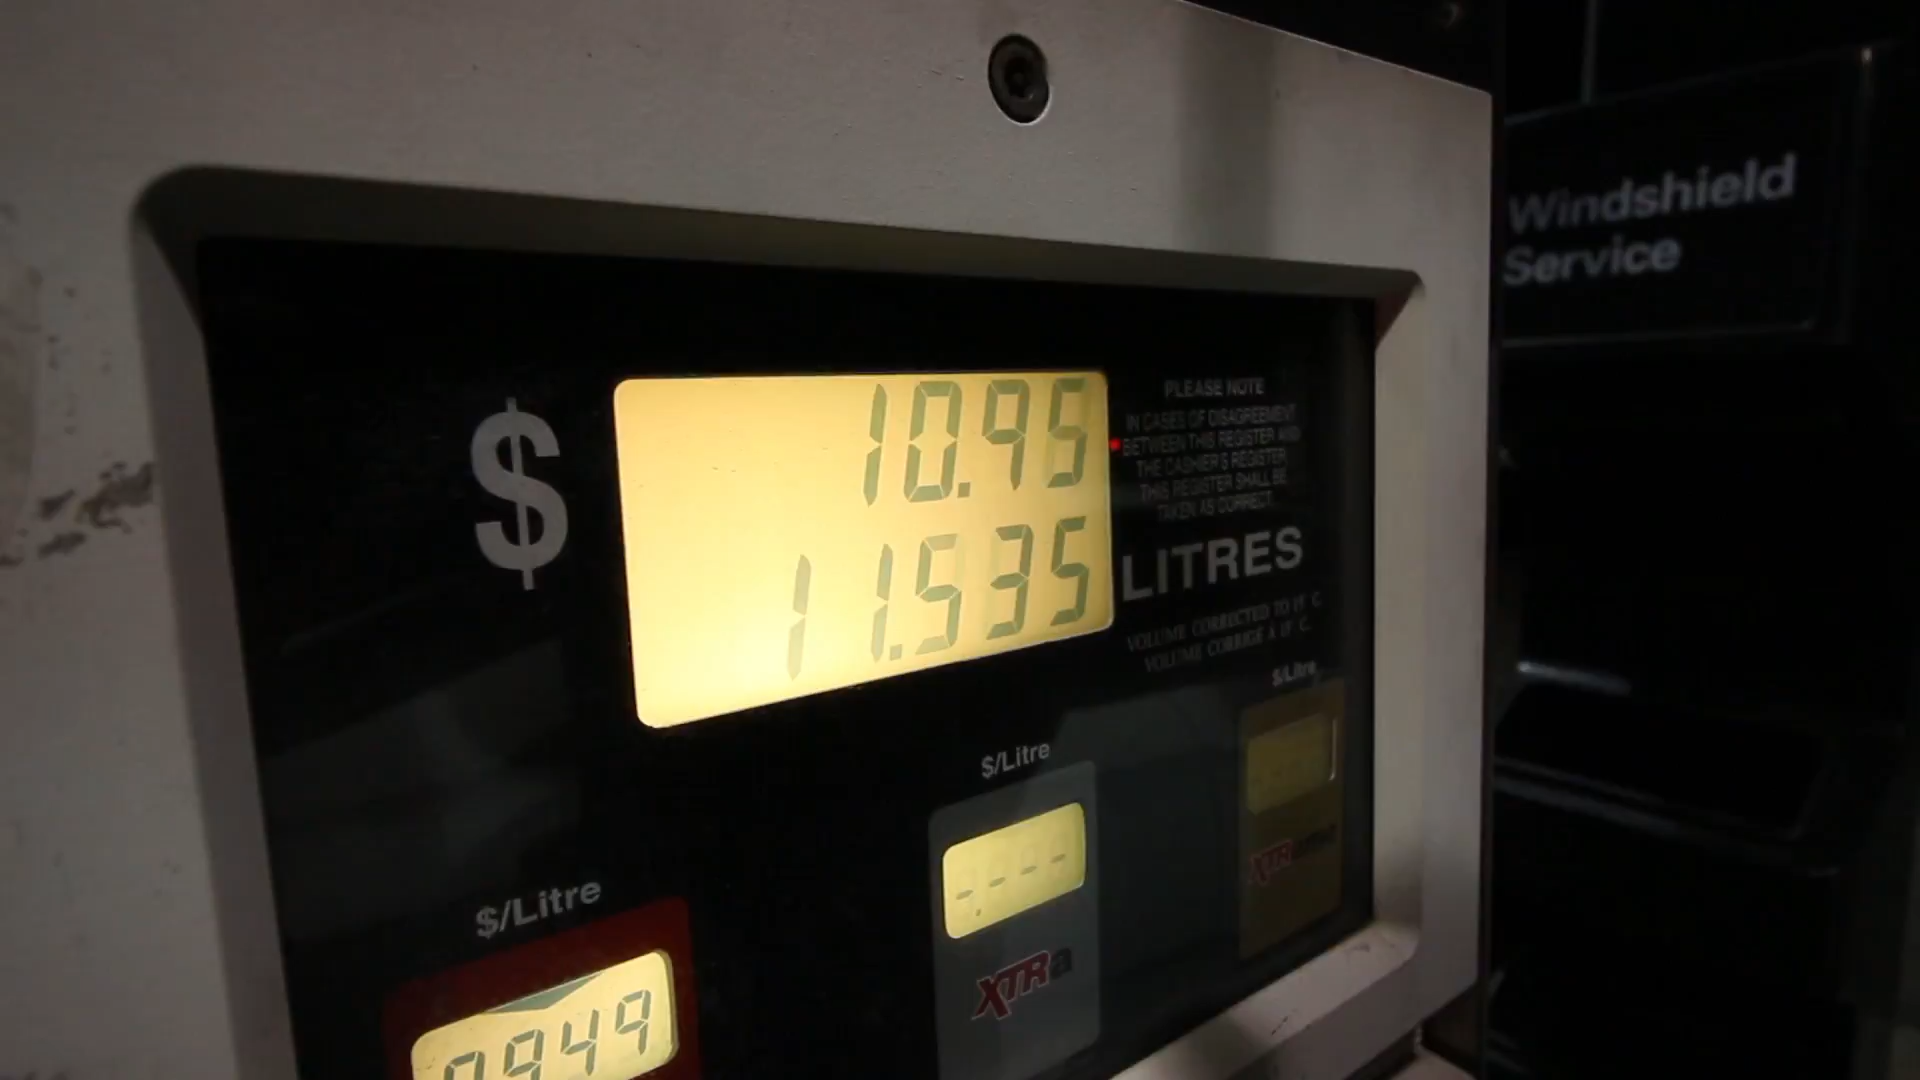 Windshield
Service
$
10.95
PLEASE NOTE
IN CASES OF DISAGREEMENT
BETWEEN THIS REGISTER AND
THE CASHIER'S REGISTER
THIS REGISTER SHALL BE
TAKEN AS CORRECT.
11.535
LITRES
VOLUME CORRECTED TO 15° C.
VOLUME CORRIGÉ À 15° C.
$/Litre
$/Litre
-.---
XTRa
XTRa
$/Litre
0949